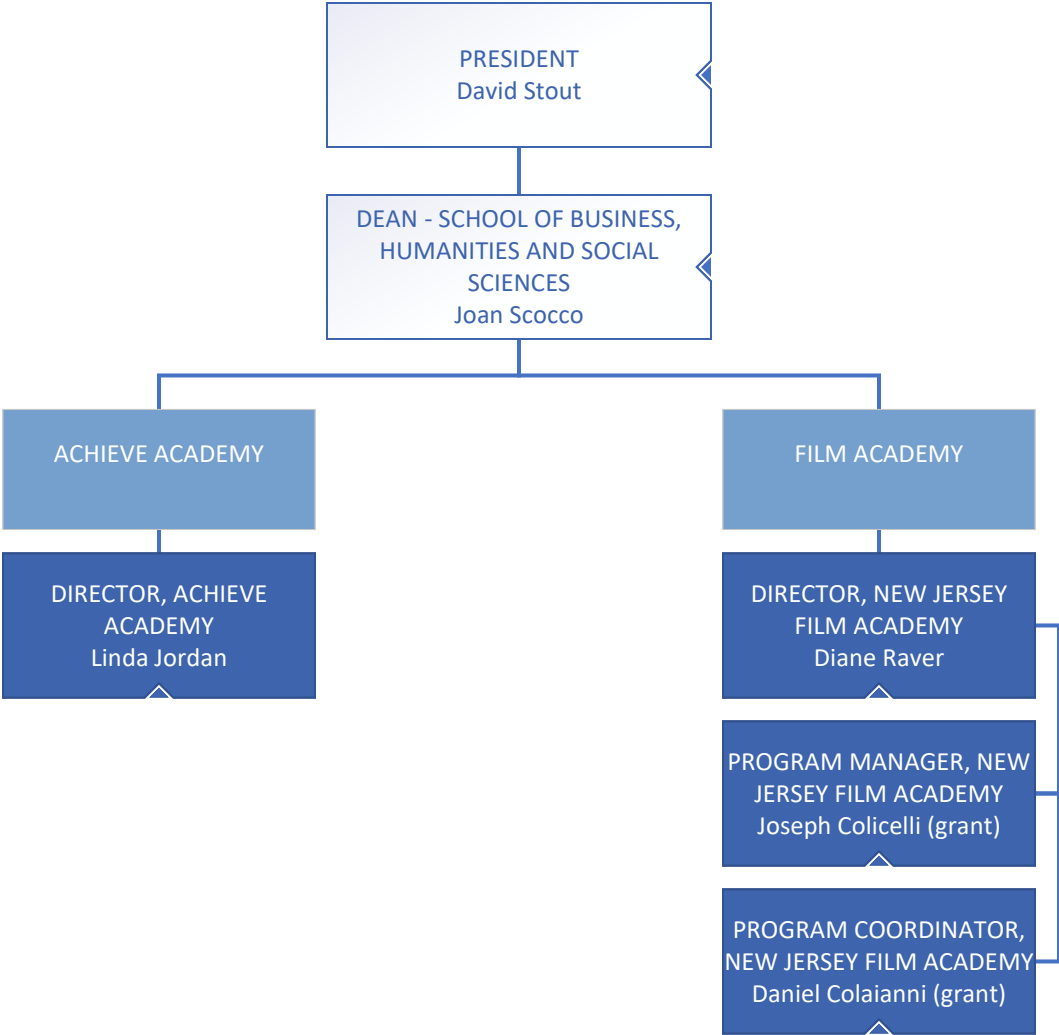 PRESIDENT
David Stout
DEAN - SCHOOL OF BUSINESS,
HUMANITIES AND SOCIAL
SCIENCES
Joan Scocco
ACHIEVE ACADEMY
FILM ACADEMY
DIRECTOR, ACHIEVE
ACADEMY
Linda Jordan
DIRECTOR, NEW JERSEY
FILM ACADEMY
Diane Raver
PROGRAM MANAGER, NEW
JERSEY FILM ACADEMY
Joseph Colicelli (grant)
PROGRAM COORDINATOR,
NEW JERSEY FILM ACADEMY
Daniel Colaianni (grant)